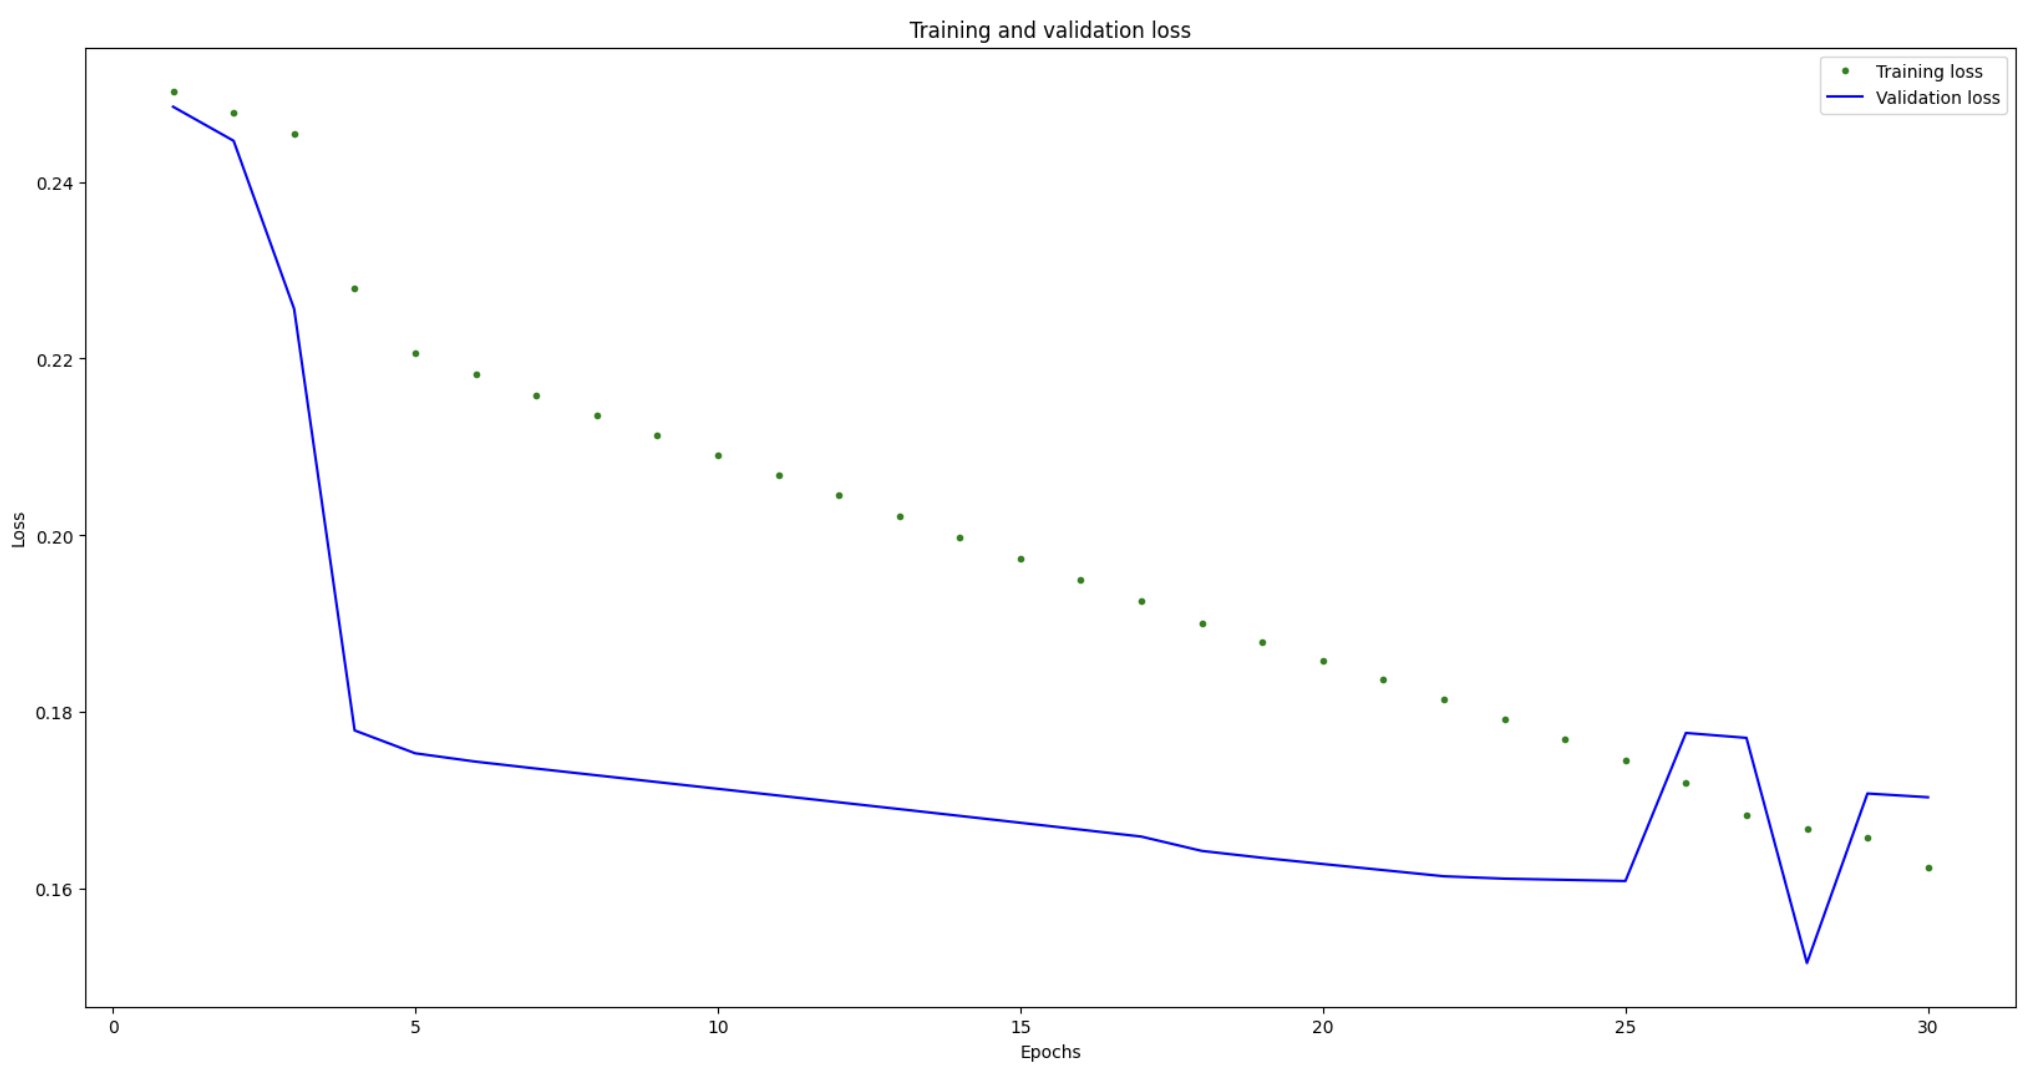 Training and validation loss
Training loss
Validation loss
0.24
0.22
0.20
0.18
0.16
Loss
0
5
10
15
20
25
30
Epochs